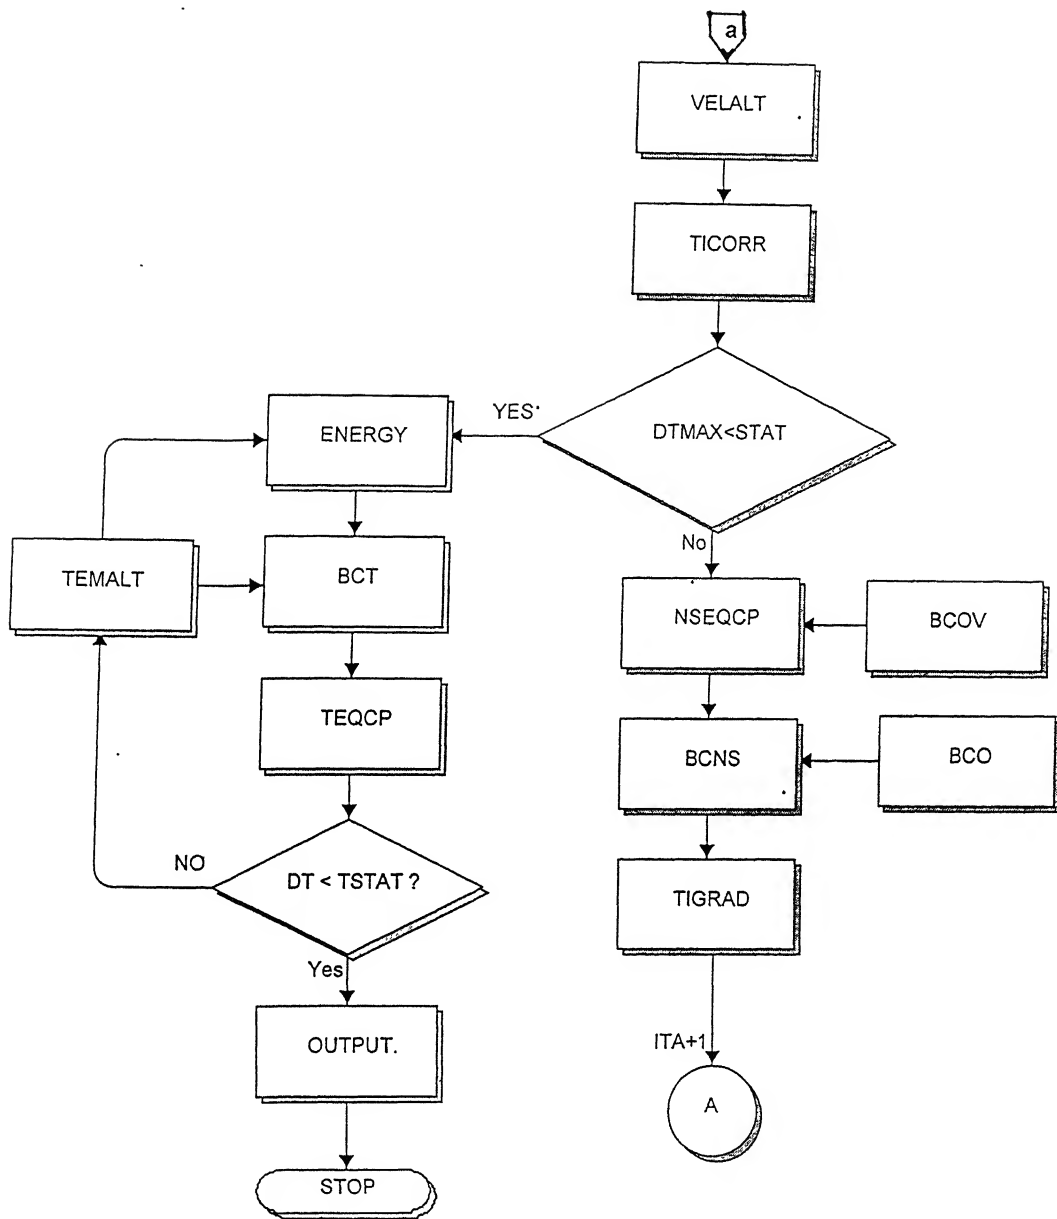 a
VELALT
TICORR
DTMAX<STAT
YES
No
ENERGY
TEMALT
BCT
NSEQCP
BCOV
TEQCP
BCNS
BCO
DT < TSTAT ?
NO
Yes
TIGRAD
OUTPUT.
ITA+1
A
STOP